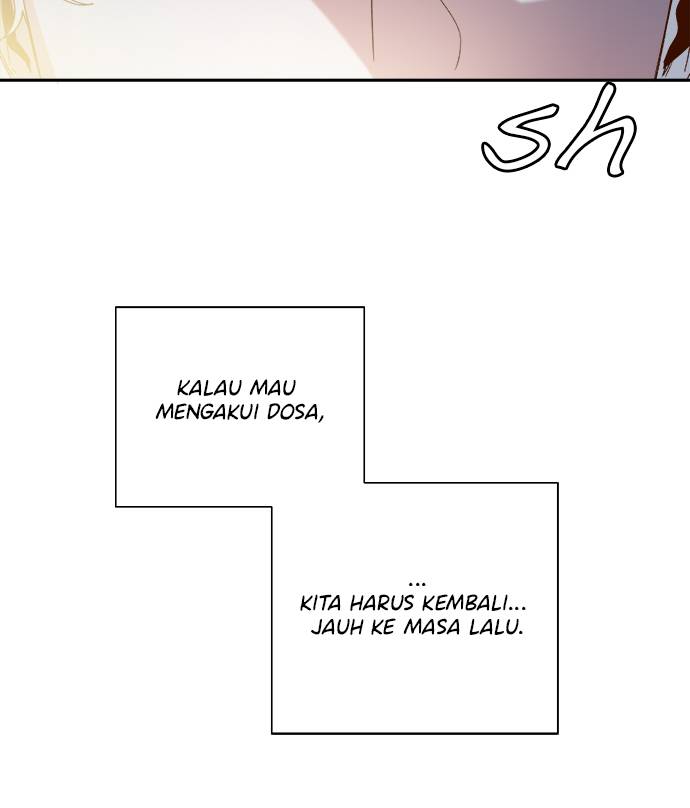 sh
KALAU MAU
MENGAKUI DOSA,
...
KITA HARUS KEMBALI...
JAUH KE MASA LALU.